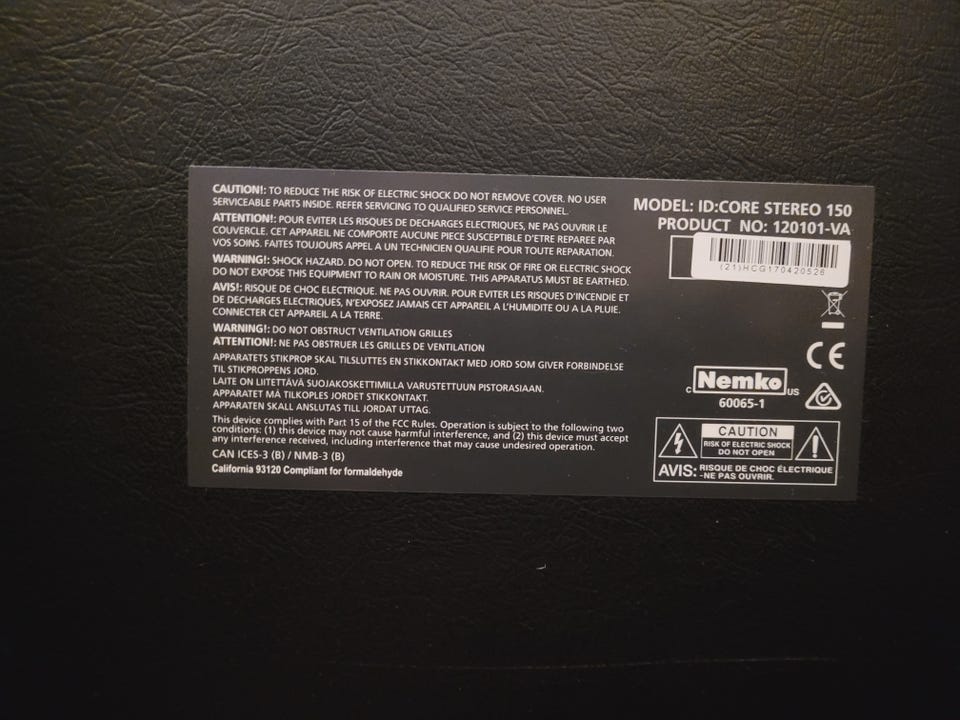 CAUTION!: TO REDUCE THE RISK OF ELECTRIC SHOCK DO NOT REMOVE COVER. NO USER
SERVICEABLE PARTS INSIDE. REFER SERVICING TO QUALIFIED SERVICE PERSONNEL.
ATTENTION!: POUR EVITER LES RISQUES DE DECHARGES ELECTRIQUES, NE PAS OUVRIR LE
COUVERCLE. CET APPAREIL NE COMPORTE AUCUNE PIECE SUSCEPTIBLE D'ETRE REPAREE PAR
VOS SOINS. FAITES TOUJOURS APPEL A UN TECHNICIEN QUALIFIE POUR TOUTE REPARATION.
WARNING!: SHOCK HAZARD. DO NOT OPEN. TO REDUCE THE RISK OF FIRE OR ELECTRIC SHOCK
DO NOT EXPOSE THIS EQUIPMENT TO RAIN OR MOISTURE. THIS APPARATUS MUST BE EARTHED.
AVIS!: RISQUE DE CHOC ELECTRIQUE. NE PAS OUVRIR. POUR EVITER LES RISQUES D'INCENDIE ET
DE DECHARGES ELECTRIQUES, N'EXPOSEZ JAMAIS CET APPAREIL A L'HUMIDITE OU A LA PLUIE.
CONNECTER CET APPAREIL A LA TERRE.
WARNING!: DO NOT OBSTRUCT VENTILATION GRILLES
ATTENTION!: NE PAS OBSTRUER LES GRILLES DE VENTILATION
APPARATETS STIKPROP SKAL TILSLUTTES EN STIKKONTAKT MED JORD SOM GIVER FORBINDELSE
TIL STIKPROPPENS JORD.
LAITE ON LIITETTÄVÄ SUOJAKOSKETTIMILLA VARUSTETTUUN PISTORASIAAN.
APPARATET MÅ TILKOPLES JORDET STIKKONTAKT.
APPARATEN SKALL ANSLUTAS TILL JORDAT UTTAG.
This device complies with Part 15 of the FCC Rules. Operation is subject to the following two
conditions: (1) this device may not cause harmful interference, and (2) this device must accept
any interference received, including interference that may cause undesired operation.
CAN ICES-3 (B) / NMB-3 (B)
California 93120 Compliant for formaldehyde
MODEL: ID:CORE STEREO 150
PRODUCT NO: 120101-VA
(21)HCG170420526
CE
C Nemko US
60065-1
CAUTION
RISK OF ELECTRIC SHOCK
DO NOT OPEN
AVIS: RISQUE DE CHOC ÉLECTRIQUE
-NE PAS OUVRIR.